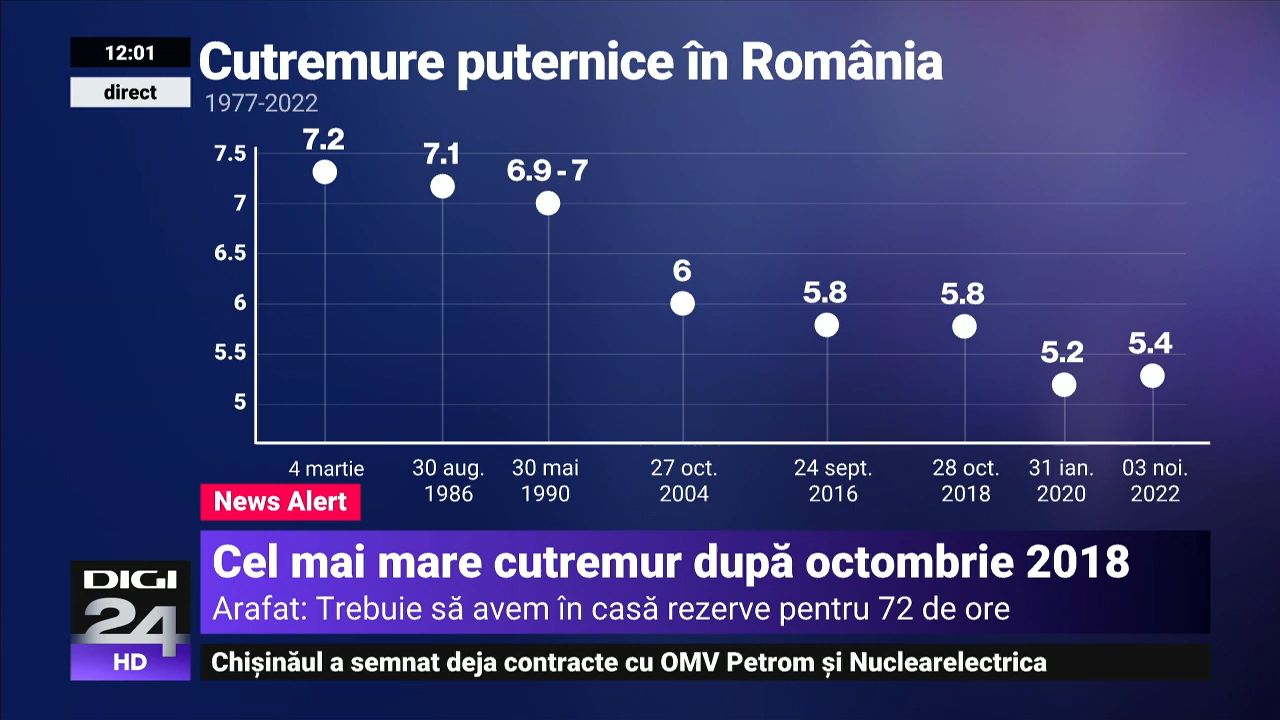 12:01
direct
Cutremure puternice în România
1977-2022
7.2
7.1
6.9 - 7
6
5.8
5.8
5.2
5.4
7.5
7
6.5
6
5.5
5
4 martie
30 aug.
1986
30 mai
1990
27 oct.
2004
24 sept.
2016
28 oct.
2018
31 ian.
2020
03 noi.
2022
News Alert
Cel mai mare cutremur după octombrie 2018
Arafat: Trebuie să avem în casă rezerve pentru 72 de ore
DIGI
24
HD
Chișinăul a semnat deja contracte cu OMV Petrom și Nuclearelectrica